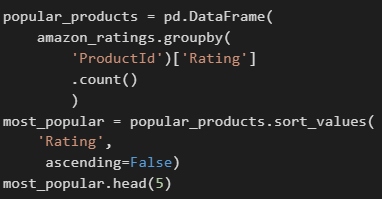 popular_products = pd.DataFrame(
    amazon_ratings.groupby(
        'ProductId')['Rating']
        .count()
        )
most_popular = popular_products.sort_values(
    'Rating',
     ascending=False)
most_popular.head(5)